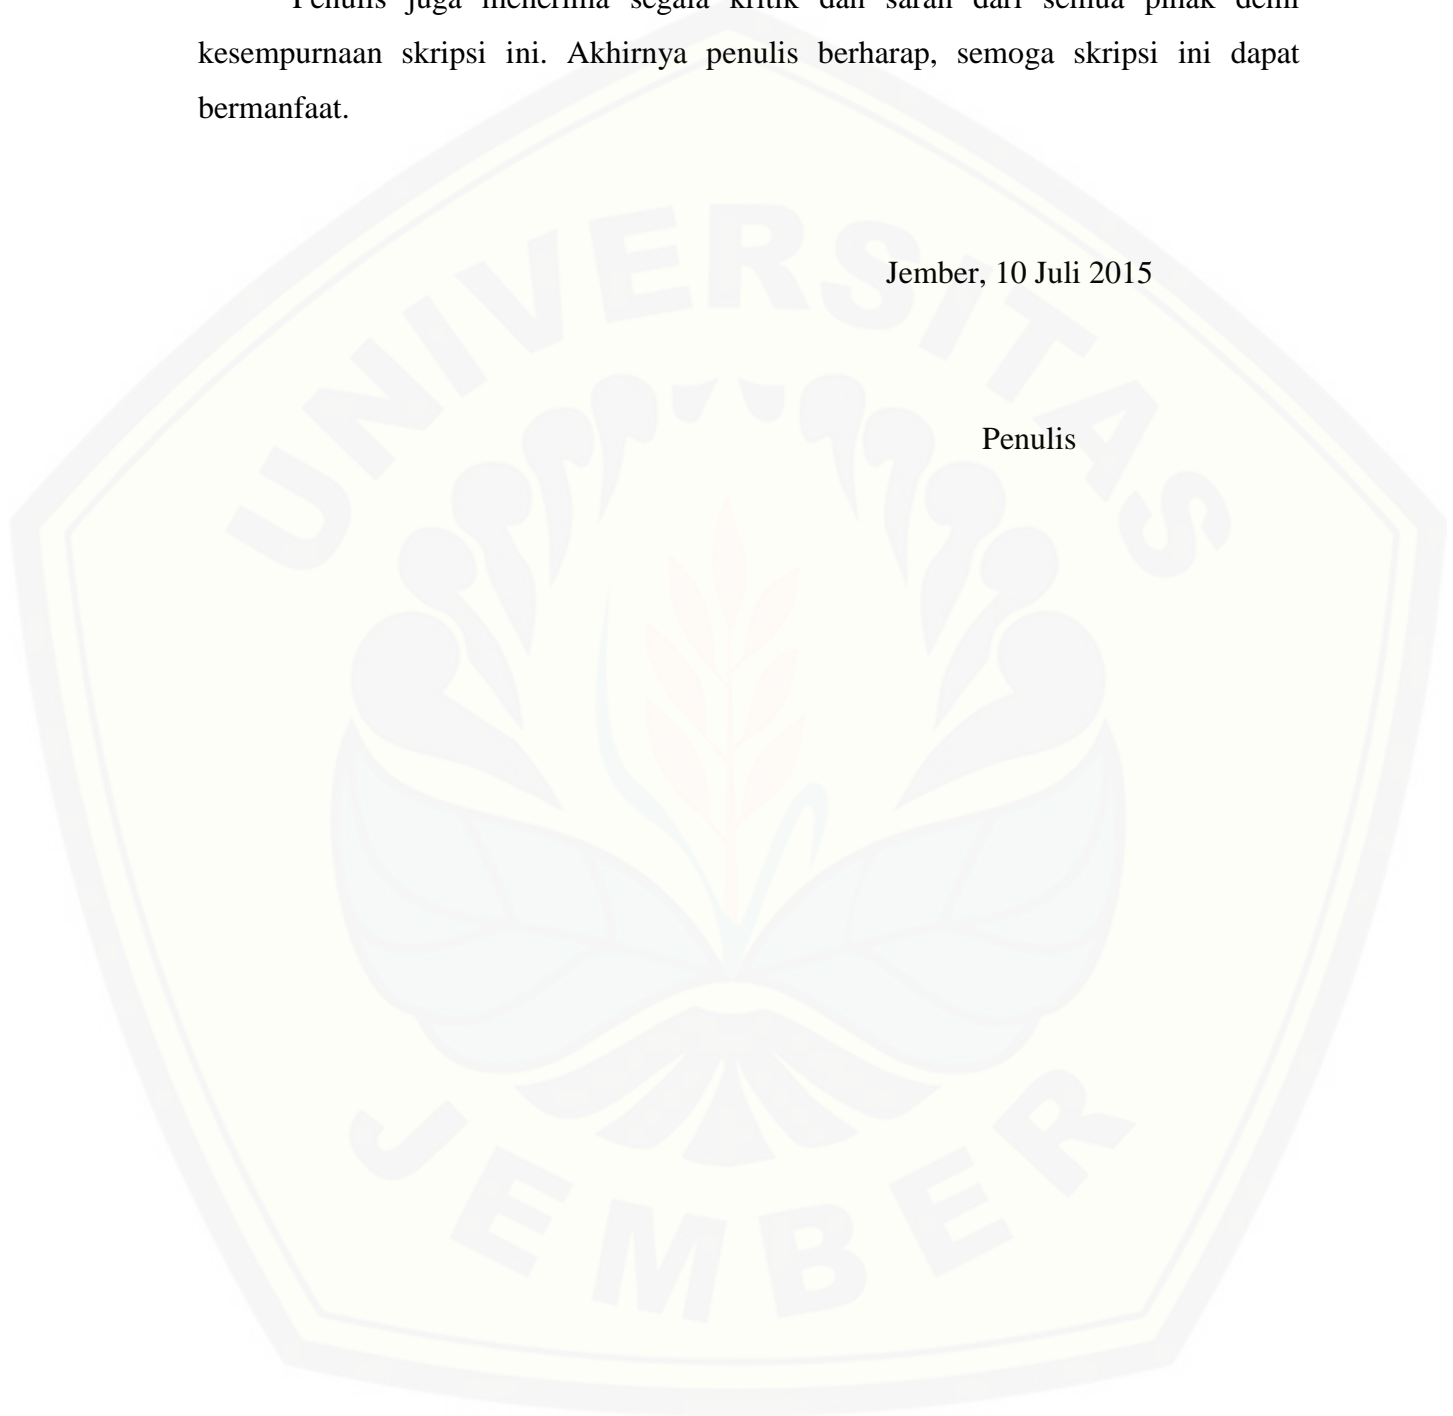 Penulis juga menerima segala kritik dan saran dari semua pihak demi
kesempurnaan skripsi ini. Akhirnya penulis berharap, semoga skripsi ini dapat
bermanfaat.
Jember, 10 Juli 2015
Penulis
UNIVERSITAS
JEMBER